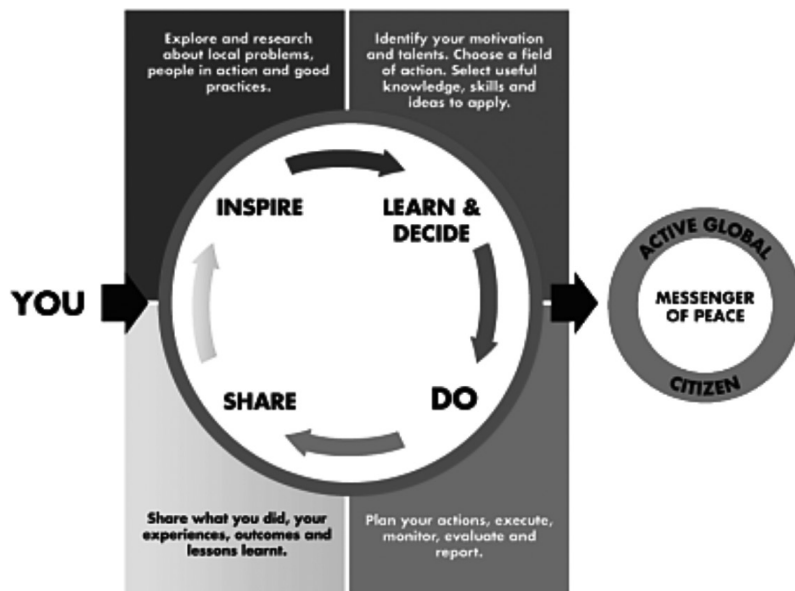 Explore and research
about local problems,
people in action and good
practices.
Identify your motivation
and talents. Choose a field
of action. Select useful
knowledge, skills and
ideas to apply.
INSPIRE
LEARN &
DECIDE
YOU
ACTIVE GLOBAL
MESSENGER
OF PEACE
CITIZEN
SHARE
DO
Share what you did, your
experiences, outcomes and
lessons learnt.
Plan your actions, execute,
monitor, evaluate and
report.